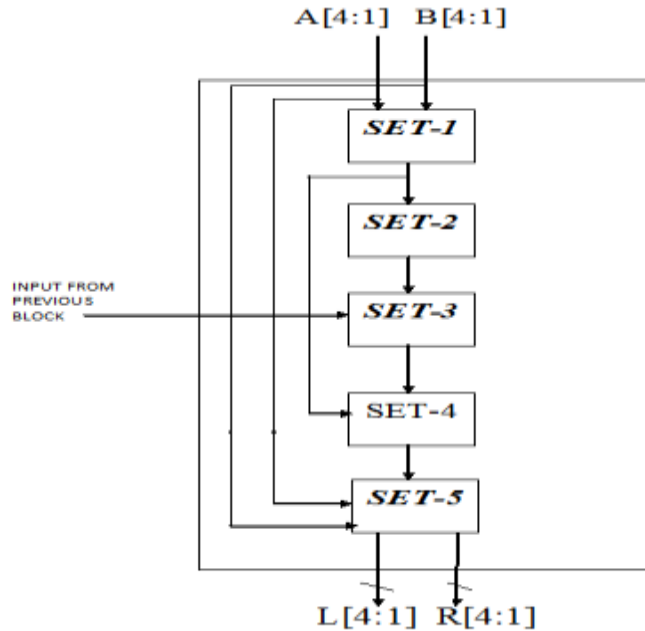 A[4:1] B[4:1]
SET-1
SET-2
INPUT FROM
PREVIOUS
BLOCK
SET-3
SET-4
SET-5
L[4:1] R[4:1]